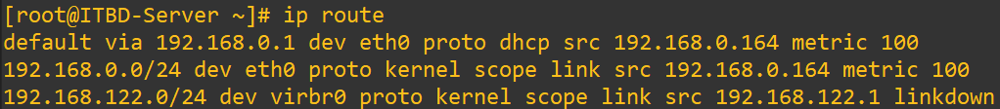 [root@ITBD-Server ~]# ip route
default via 192.168.0.1 dev eth0 proto dhcp src 192.168.0.164 metric 100
192.168.0.0/24 dev eth0 proto kernel scope link src 192.168.0.164 metric 100
192.168.122.0/24 dev virbr0 proto kernel scope link src 192.168.122.1 linkdown